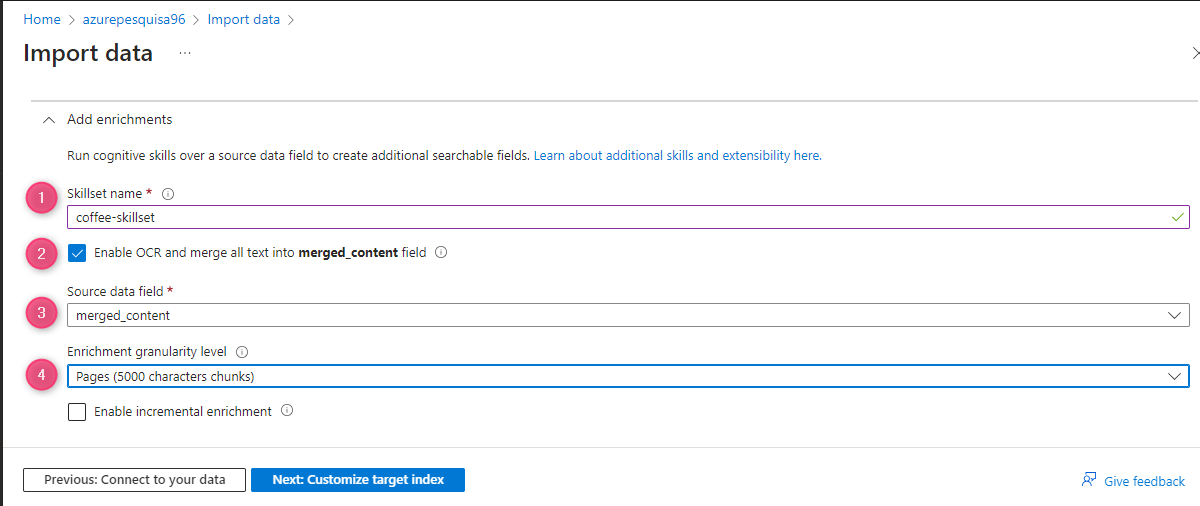 Home > azurepesquisa96 > Import data >
Import data ...
Add enrichments
Run cognitive skills over a source data field to create additional searchable fields. Learn about additional skills and extensibility here.
1 Skillset name *
coffee-skillset
2 Enable OCR and merge all text into merged_content field
Source data field *
3 merged_content
Enrichment granularity level
4 Pages (5000 characters chunks)
Enable incremental enrichment
Previous: Connect to your data Next: Customize target index Give feedback